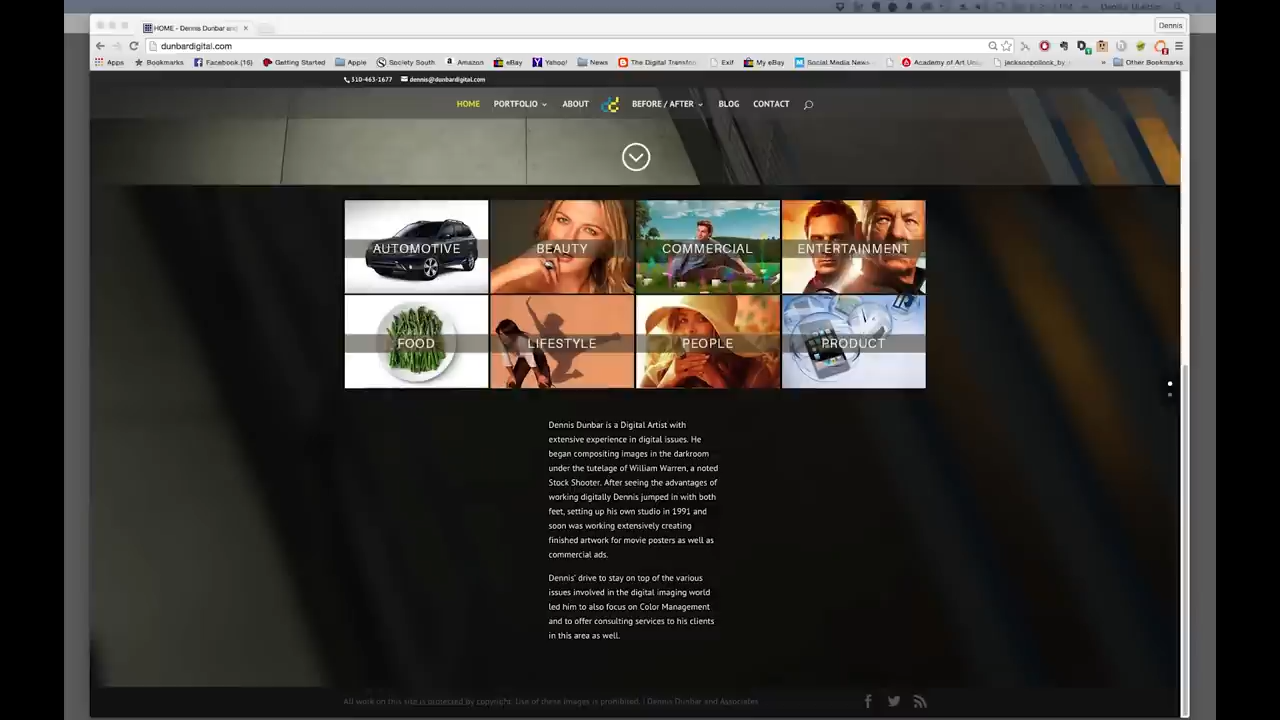 Dennis Dunbar
HOME - Dennis Dunbar and
Dennis
dunbardigital.com
Apps Bookmarks Facebook (16) Getting Started Apple Society South Amazon eBay Yahoo! News The Digital Transfor Exif My eBay Social Media News Academy of Art Uni jacksonpollock_by_ » Other Bookmarks
310-463-1677 dennis@dunbardigital.com
HOME PORTFOLIO ABOUT BEFORE / AFTER BLOG CONTACT
AUTOMOTIVE BEAUTY COMMERCIAL ENTERTAINMENT
FOOD LIFESTYLE PEOPLE PRODUCT
Dennis Dunbar is a Digital Artist with
extensive experience in digital issues. He
began compositing images in the darkroom
under the tutelage of William Warren, a noted
Stock Shooter. After seeing the advantages of
working digitally Dennis jumped in with both
feet, setting up his own studio in 1991 and
soon was working extensively creating
finished artwork for movie posters as well as
commercial ads.
Dennis' drive to stay on top of the various
issues involved in the digital imaging world
led him to also focus on Color Management
and to offer consulting services to his clients
in this area as well.
All work on this site is protected by copyright. Use of these images is prohibited. | Dennis Dunbar and Associates